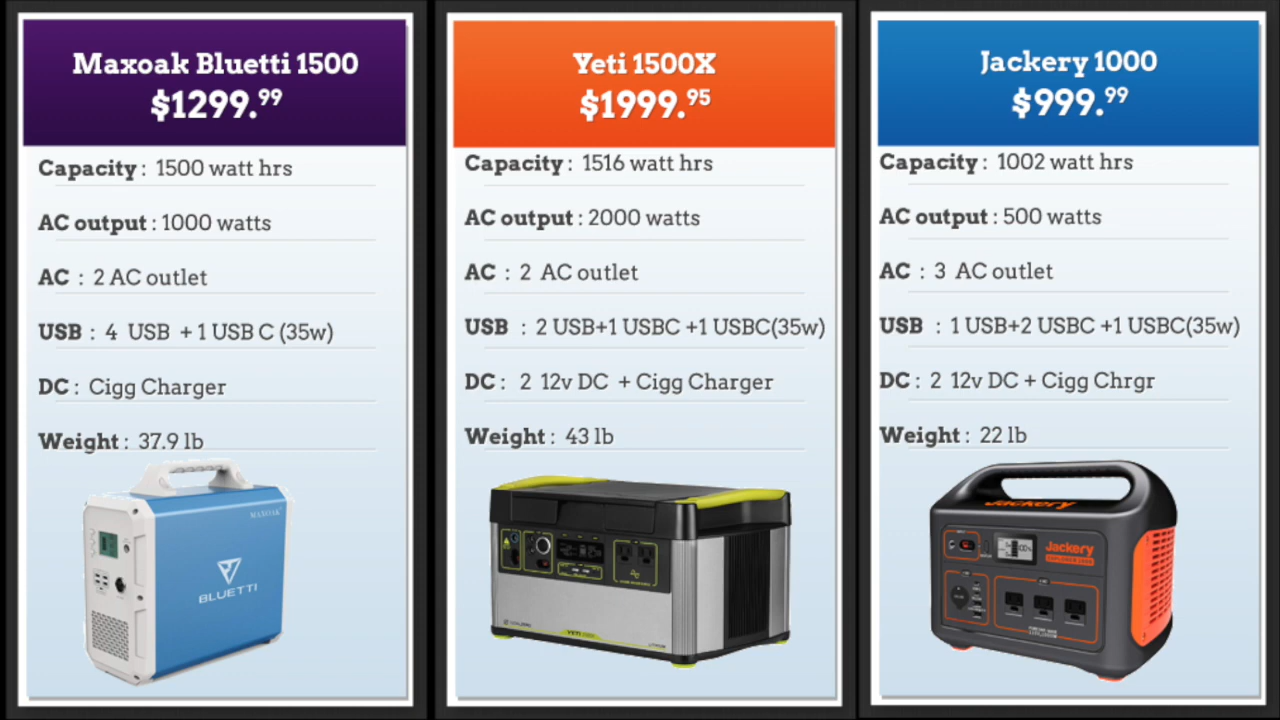 Maxoak Bluetti 1500
$1299.99
Capacity : 1500 watt hrs
AC output : 1000 watts
AC : 2 AC outlet
USB : 4 USB + 1 USB C (35w)
DC : Cigg Charger
Weight : 37.9 lb
MAXOAK
BLUETTI
Yeti 1500X
$1999.95
Capacity : 1516 watt hrs
AC output : 2000 watts
AC : 2 AC outlet
USB : 2 USB+1 USBC +1 USBC(35w)
DC : 2 12v DC + Cigg Charger
Weight : 43 lb
YETI
Jackery 1000
$999.99
Capacity : 1002 watt hrs
AC output : 500 watts
AC : 3 AC outlet
USB : 1 USB+2 USBC +1 USBC(35w)
DC : 2 12v DC + Cigg Chrgr
Weight : 22 lb
Jackery
Jackery